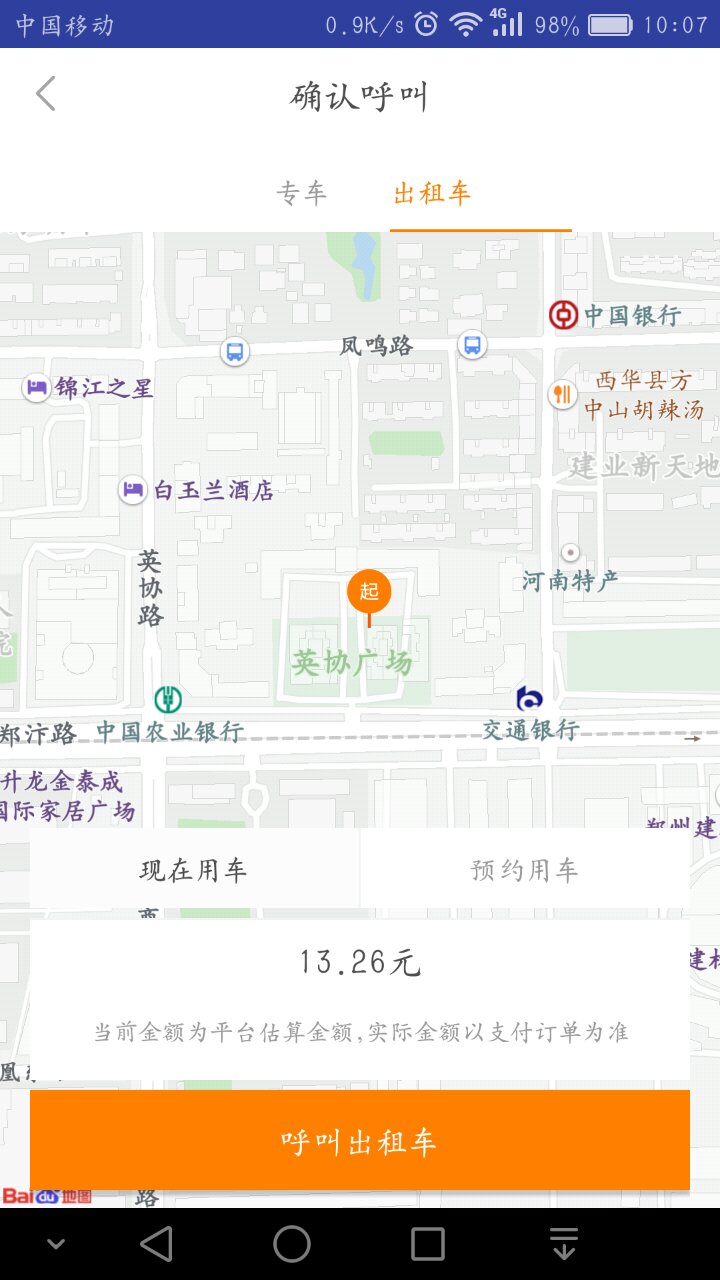 中国移动 0.9K/s 4G 98% 10:07
确认呼叫
专车 出租车
中国银行
凤鸣路
锦江之星
西华县方
中山胡辣汤
建业新天地
白玉兰酒店
英
协
路
河南特产
起
英协广场
郑汴路 中国农业银行 交通银行
升龙金泰成
国际家居广场
郑州建
现在用车 预约用车
13.26元
当前金额为平台估算金额,实际金额以支付订单为准
呼叫出租车
Bai du 地图
路